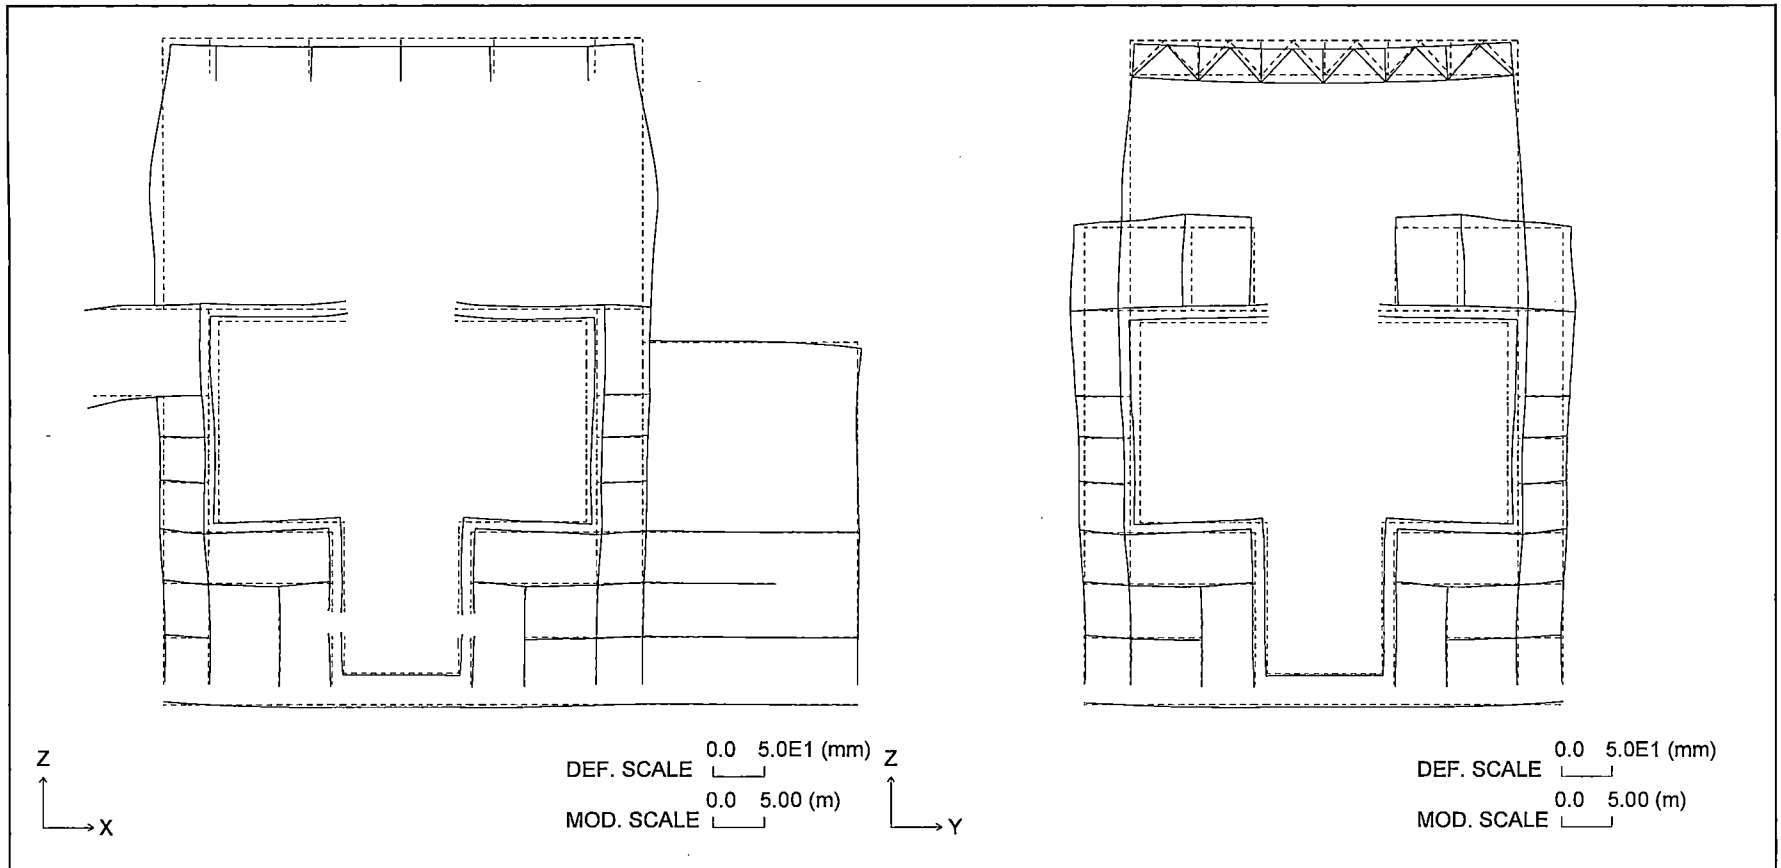 Z
X
DEF. SCALE 0.0 5.0E1 (mm)
MOD. SCALE 0.0 5.00 (m)
Z
Y
DEF. SCALE 0.0 5.0E1 (mm)
MOD. SCALE 0.0 5.00 (m)